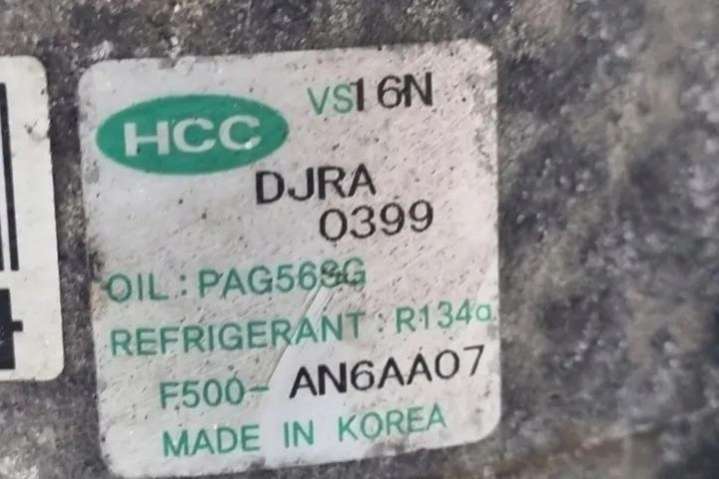 HCC
VS16N
DJRA
0399
OIL : PAG56SG
REFRIGERANT : R134a
F500- AN6AA07
MADE IN KOREA